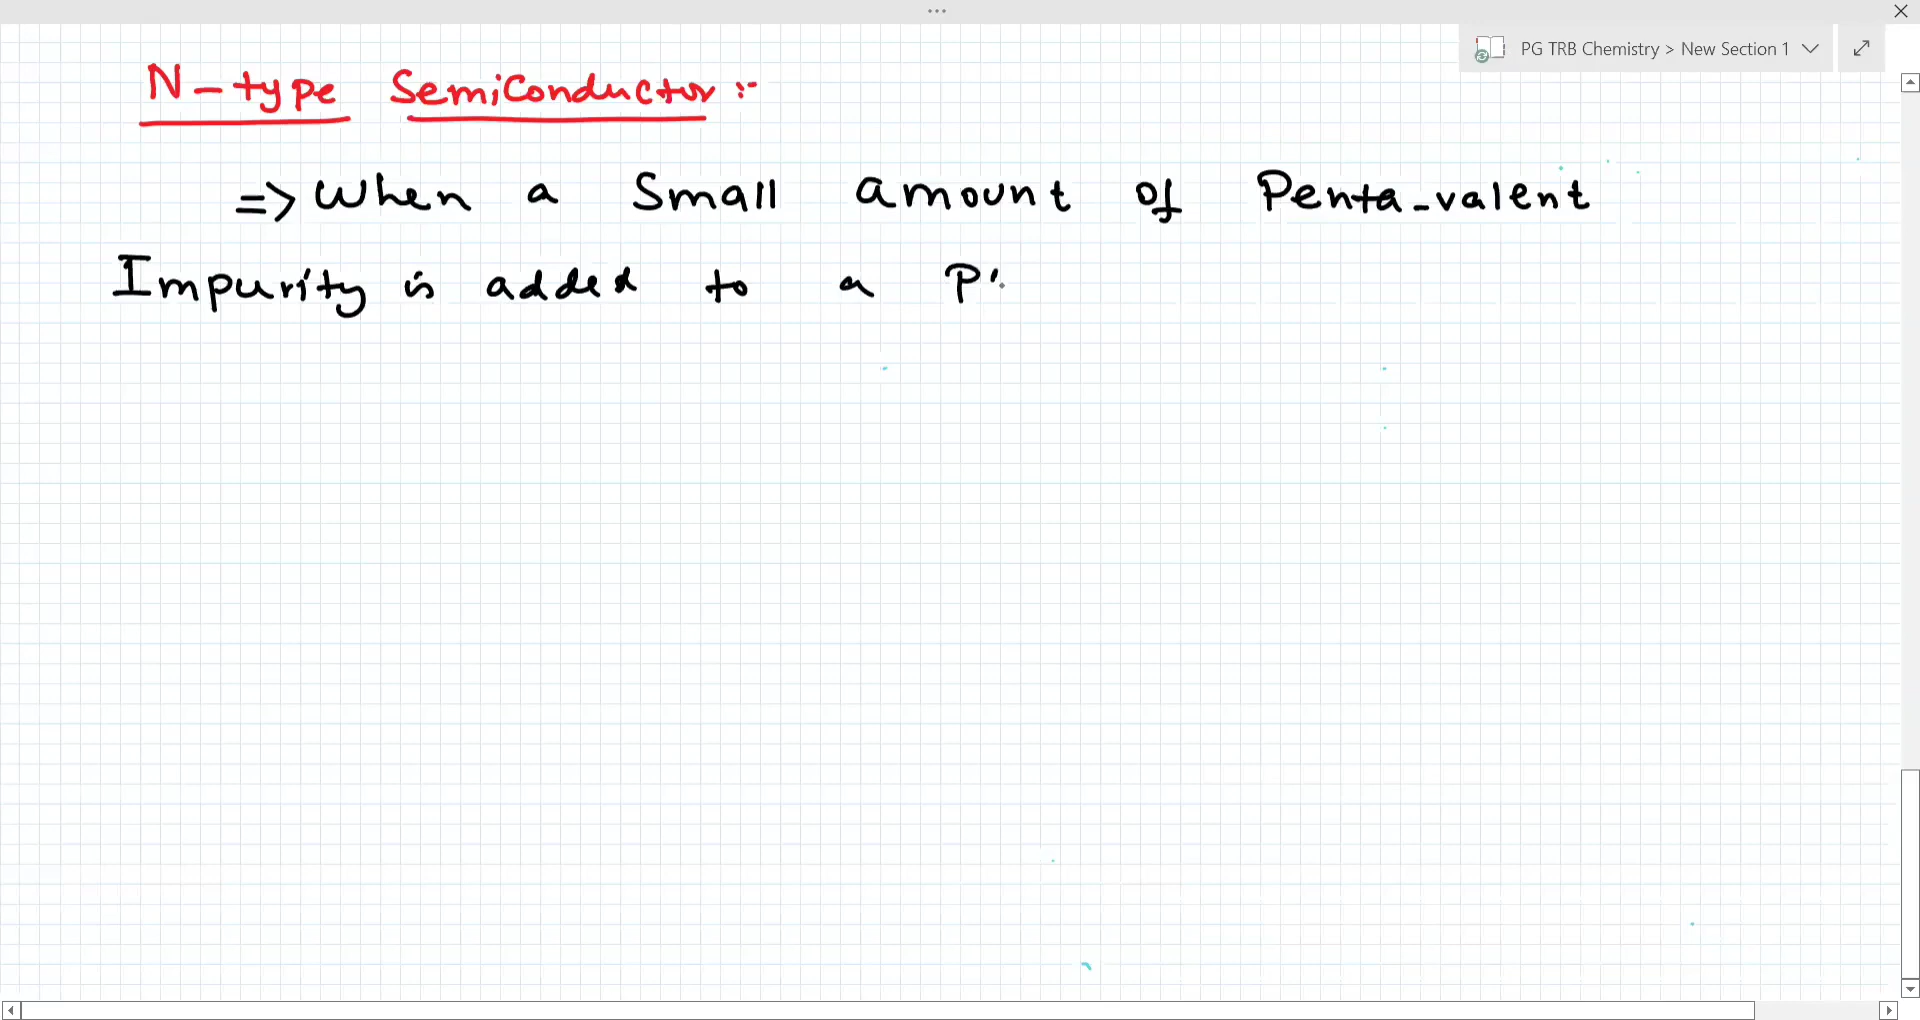 PG TRB Chemistry > New Section 1
N-type Semiconductor :-
=> When a Small amount of Penta-valent
Impurity is added to a P